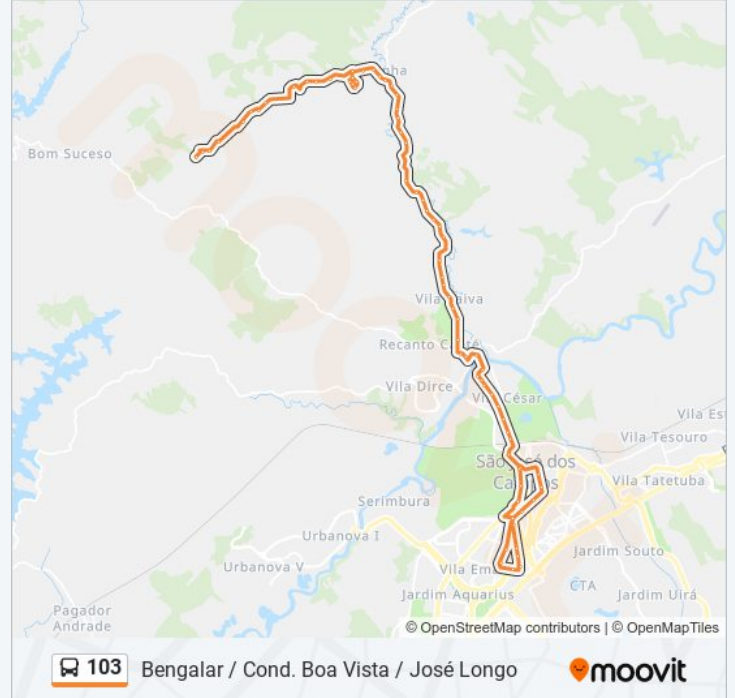 Bom Suceso
Vila
Recanto
Vila Dirce
Vila César
Vila Es
Vila Tesouro
São José dos
Vila Tatetuba
Serimbura
Urbanova I
Urbanova V
Vila Em
Jardim Souto
CTA
Jardim Aquarius
Jardim Uirá
Pagador
Andrade
© OpenStreetMap contributors | © OpenMapTiles
103 Bengalar / Cond. Boa Vista / José Longo
moovit